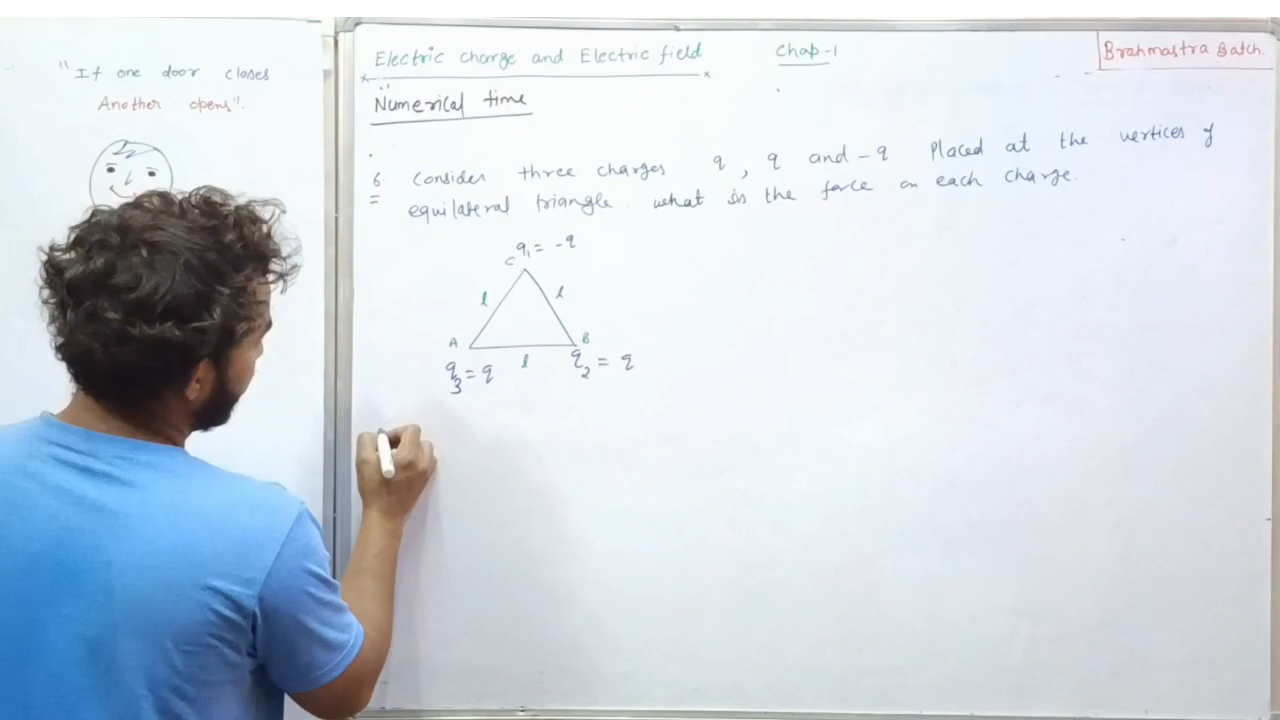 "If one door closes
Another opens".
Electric charge and Electric field Chap-1
Brahmastra Batch
Numerical time
6. Consider three charges q, q and -q Placed at the vertices of
equilateral triangle. what is the force on each charge.
C q₁ = -q
l l
A B
l
q₃ = q q₂ = q